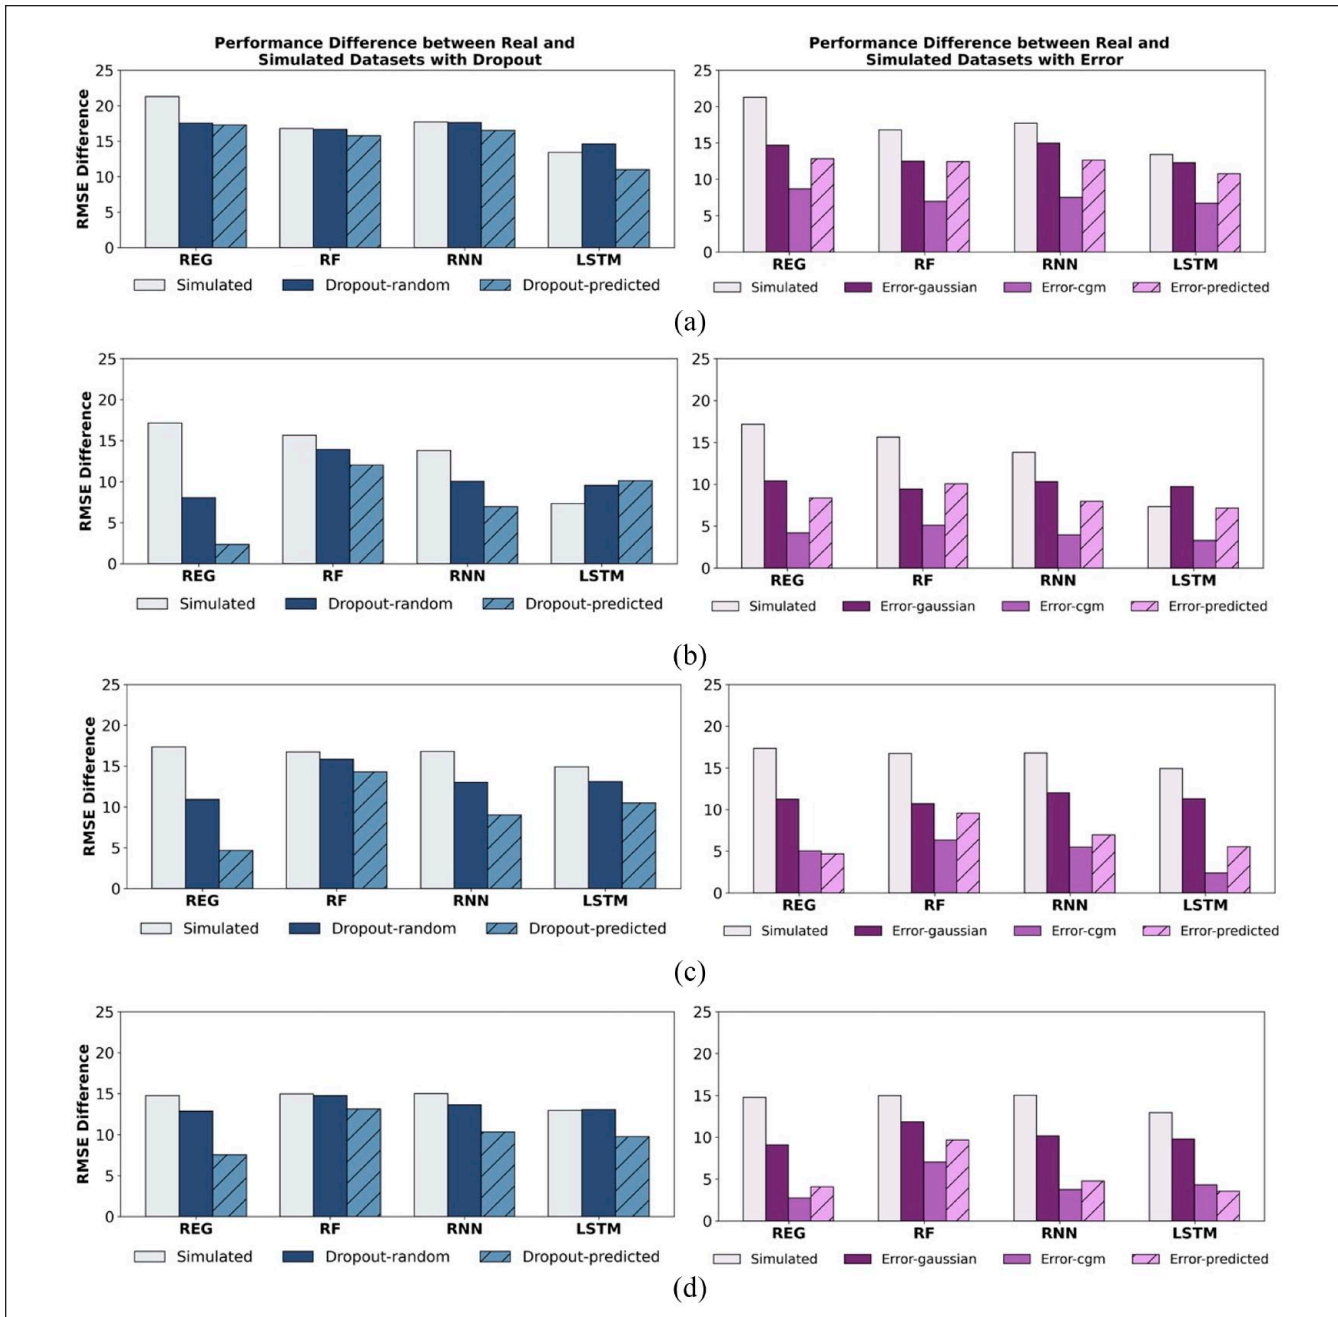 Performance Difference between Real and
Simulated Datasets with Dropout
RMSE Difference
25
20
15
10
5
0
REG RF RNN LSTM
Simulated Dropout-random Dropout-predicted
Performance Difference between Real and
Simulated Datasets with Error
25
20
15
10
5
0
REG RF RNN LSTM
Simulated Error-gaussian Error-cgm Error-predicted
(a)
RMSE Difference
25
20
15
10
5
0
REG RF RNN LSTM
Simulated Dropout-random Dropout-predicted
25
20
15
10
5
0
REG RF RNN LSTM
Simulated Error-gaussian Error-cgm Error-predicted
(b)
RMSE Difference
25
20
15
10
5
0
REG RF RNN LSTM
Simulated Dropout-random Dropout-predicted
25
20
15
10
5
0
REG RF RNN LSTM
Simulated Error-gaussian Error-cgm Error-predicted
(c)
RMSE Difference
25
20
15
10
5
0
REG RF RNN LSTM
Simulated Dropout-random Dropout-predicted
25
20
15
10
5
0
REG RF RNN LSTM
Simulated Error-gaussian Error-cgm Error-predicted
(d)